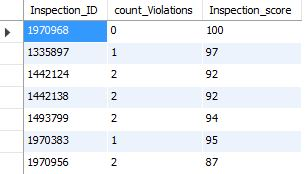 Inspection_ID count_Violations Inspection_score
1970968 0 100
1335897 1 97
1442124 2 92
1442138 2 92
1493799 2 94
1970383 1 95
1970956 2 87